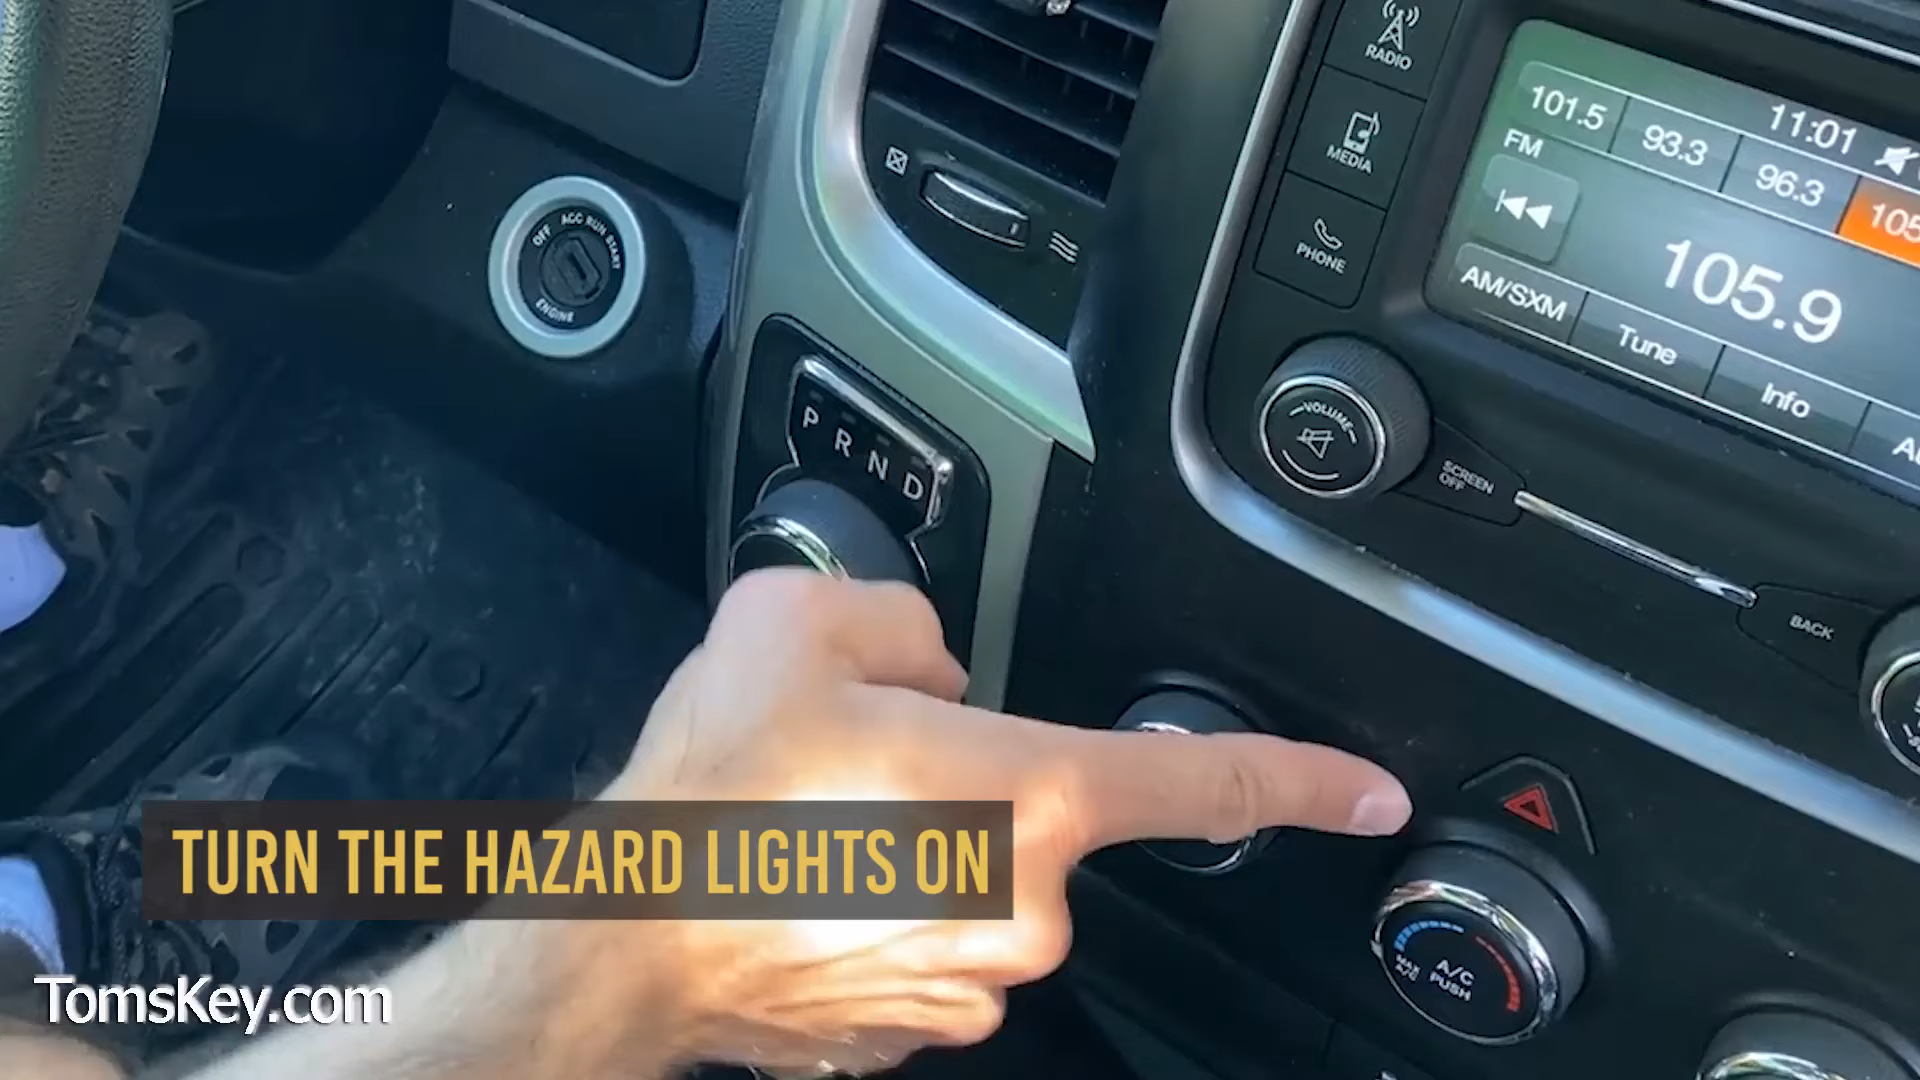 RADIO
MEDIA
PHONE
101.5
93.3
96.3
11:01
FM
105.9
AM/SXM
Tune
Info
OFF ACC RUN START
ENGINE
P R N D
VOLUME
SCREEN
OFF
BACK
MAX
A/C
A/C
PUSH
TURN THE HAZARD LIGHTS ON
TomsKey.com